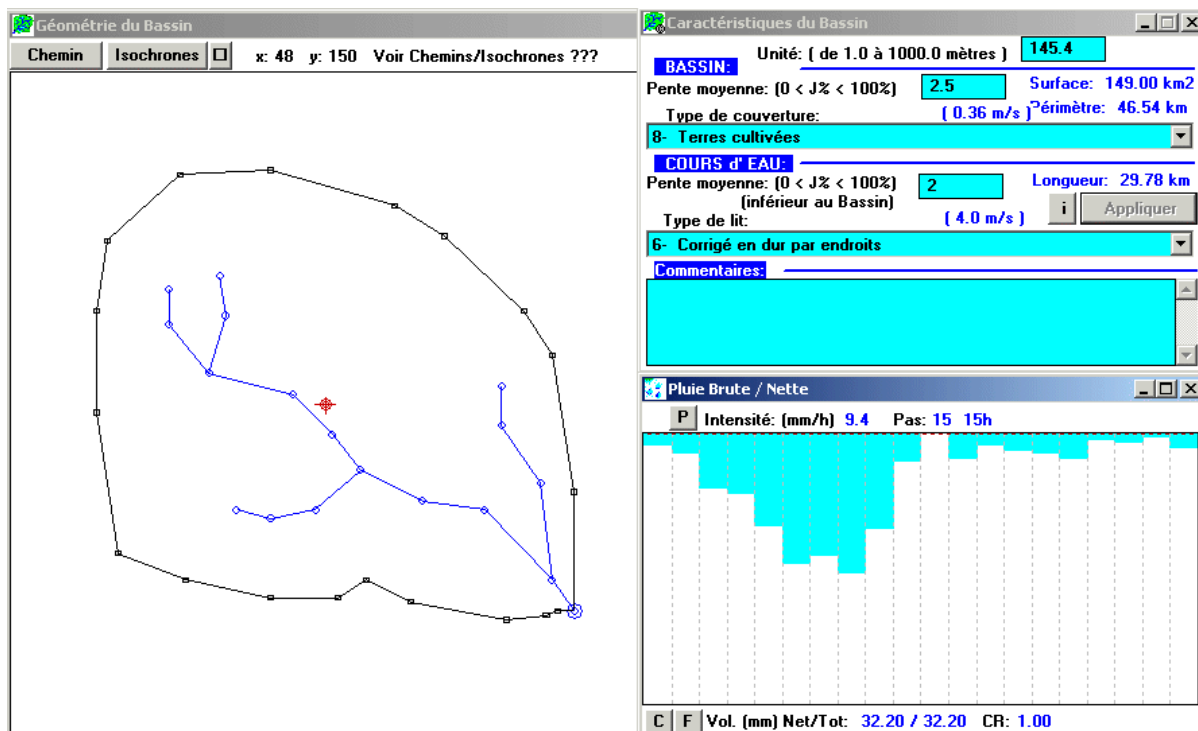 Géométrie du Bassin
Chemin Isochrones x: 48 y: 150 Voir Chemins/Isochrones ???
Caractéristiques du Bassin
Unité: ( de 1.0 à 1000.0 mètres ) 145.4
BASSIN:
Pente moyenne: (0 < J% < 100%) 2.5 Surface: 149.00 km2
Type de couverture: ( 0.36 m/s ) Périmètre: 46.54 km
8- Terres cultivées
COURS d' EAU:
Pente moyenne: (0 < J% < 100%) 2 Longueur: 29.78 km
(inférieur au Bassin) i Appliquer
Type de lit: ( 4.0 m/s )
6- Corrigé en dur par endroits
Commentaires:
Pluie Brute / Nette
P Intensité: (mm/h) 9.4 Pas: 15 15h
C F Vol. (mm) Net/Tot: 32.20 / 32.20 CR: 1.00